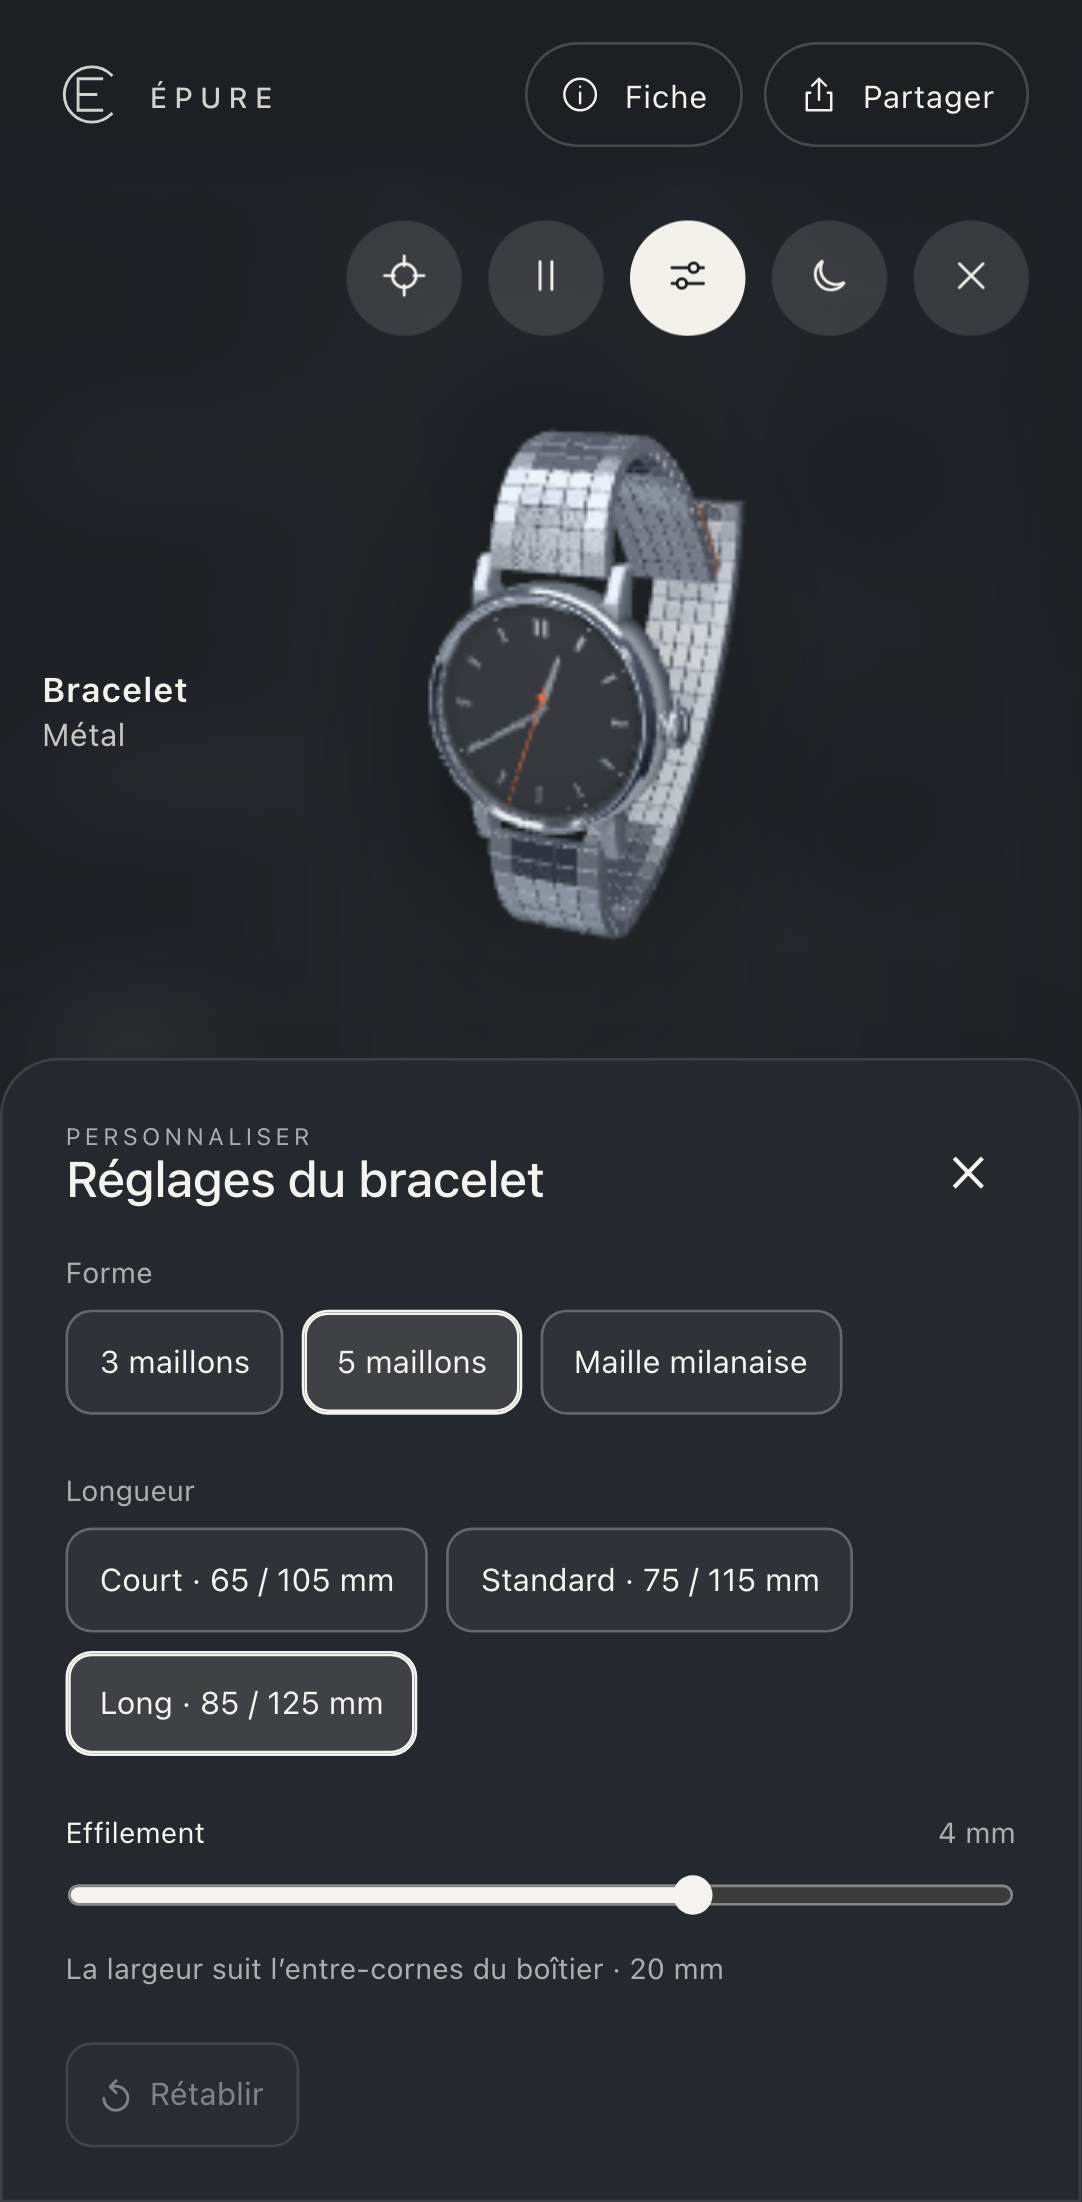 ÉPURE
Fiche
Partager
Bracelet
Métal
PERSONNALISER
Réglages du bracelet
Forme
3 maillons
5 maillons
Maille milanaise
Longueur
Court · 65 / 105 mm
Standard · 75 / 115 mm
Long · 85 / 125 mm
Effilement
4 mm
La largeur suit l’entre-cornes du boîtier · 20 mm
Rétablir